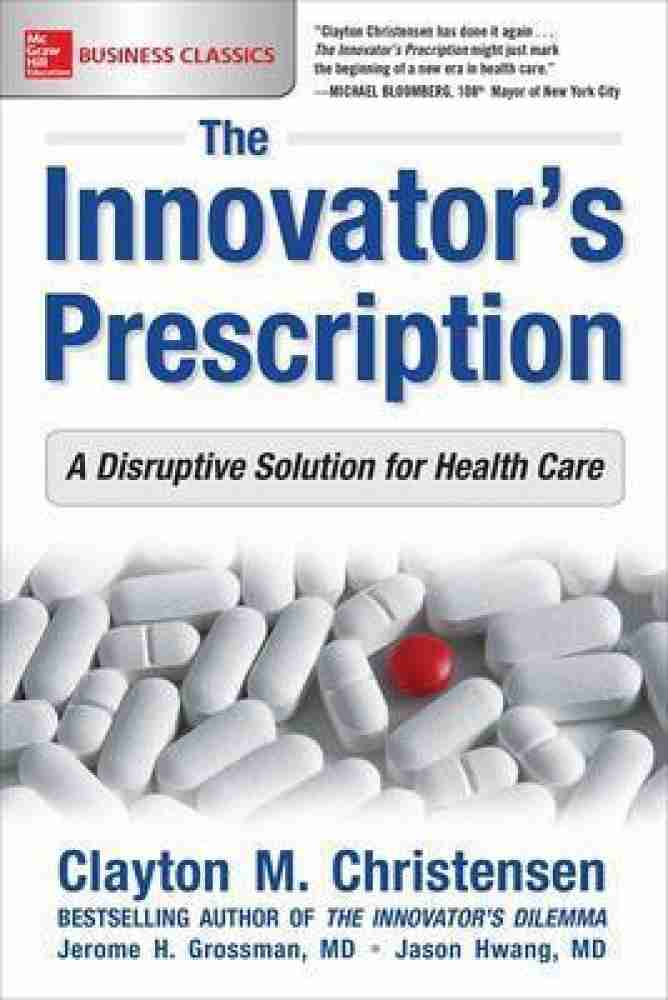 Mc
Graw
Hill
Education
BUSINESS CLASSICS
"Clayton Christensen has done it again . . .
The Innovator's Precription might just mark
the beginning of a new era in health care."
—MICHAEL BLOOMBERG, 108th Mayor of New York City
The
Innovator's
Prescription
A Disruptive Solution for Health Care
Clayton M. Christensen
BESTSELLING AUTHOR OF THE INNOVATOR'S DILEMMA
Jerome H. Grossman, MD • Jason Hwang, MD